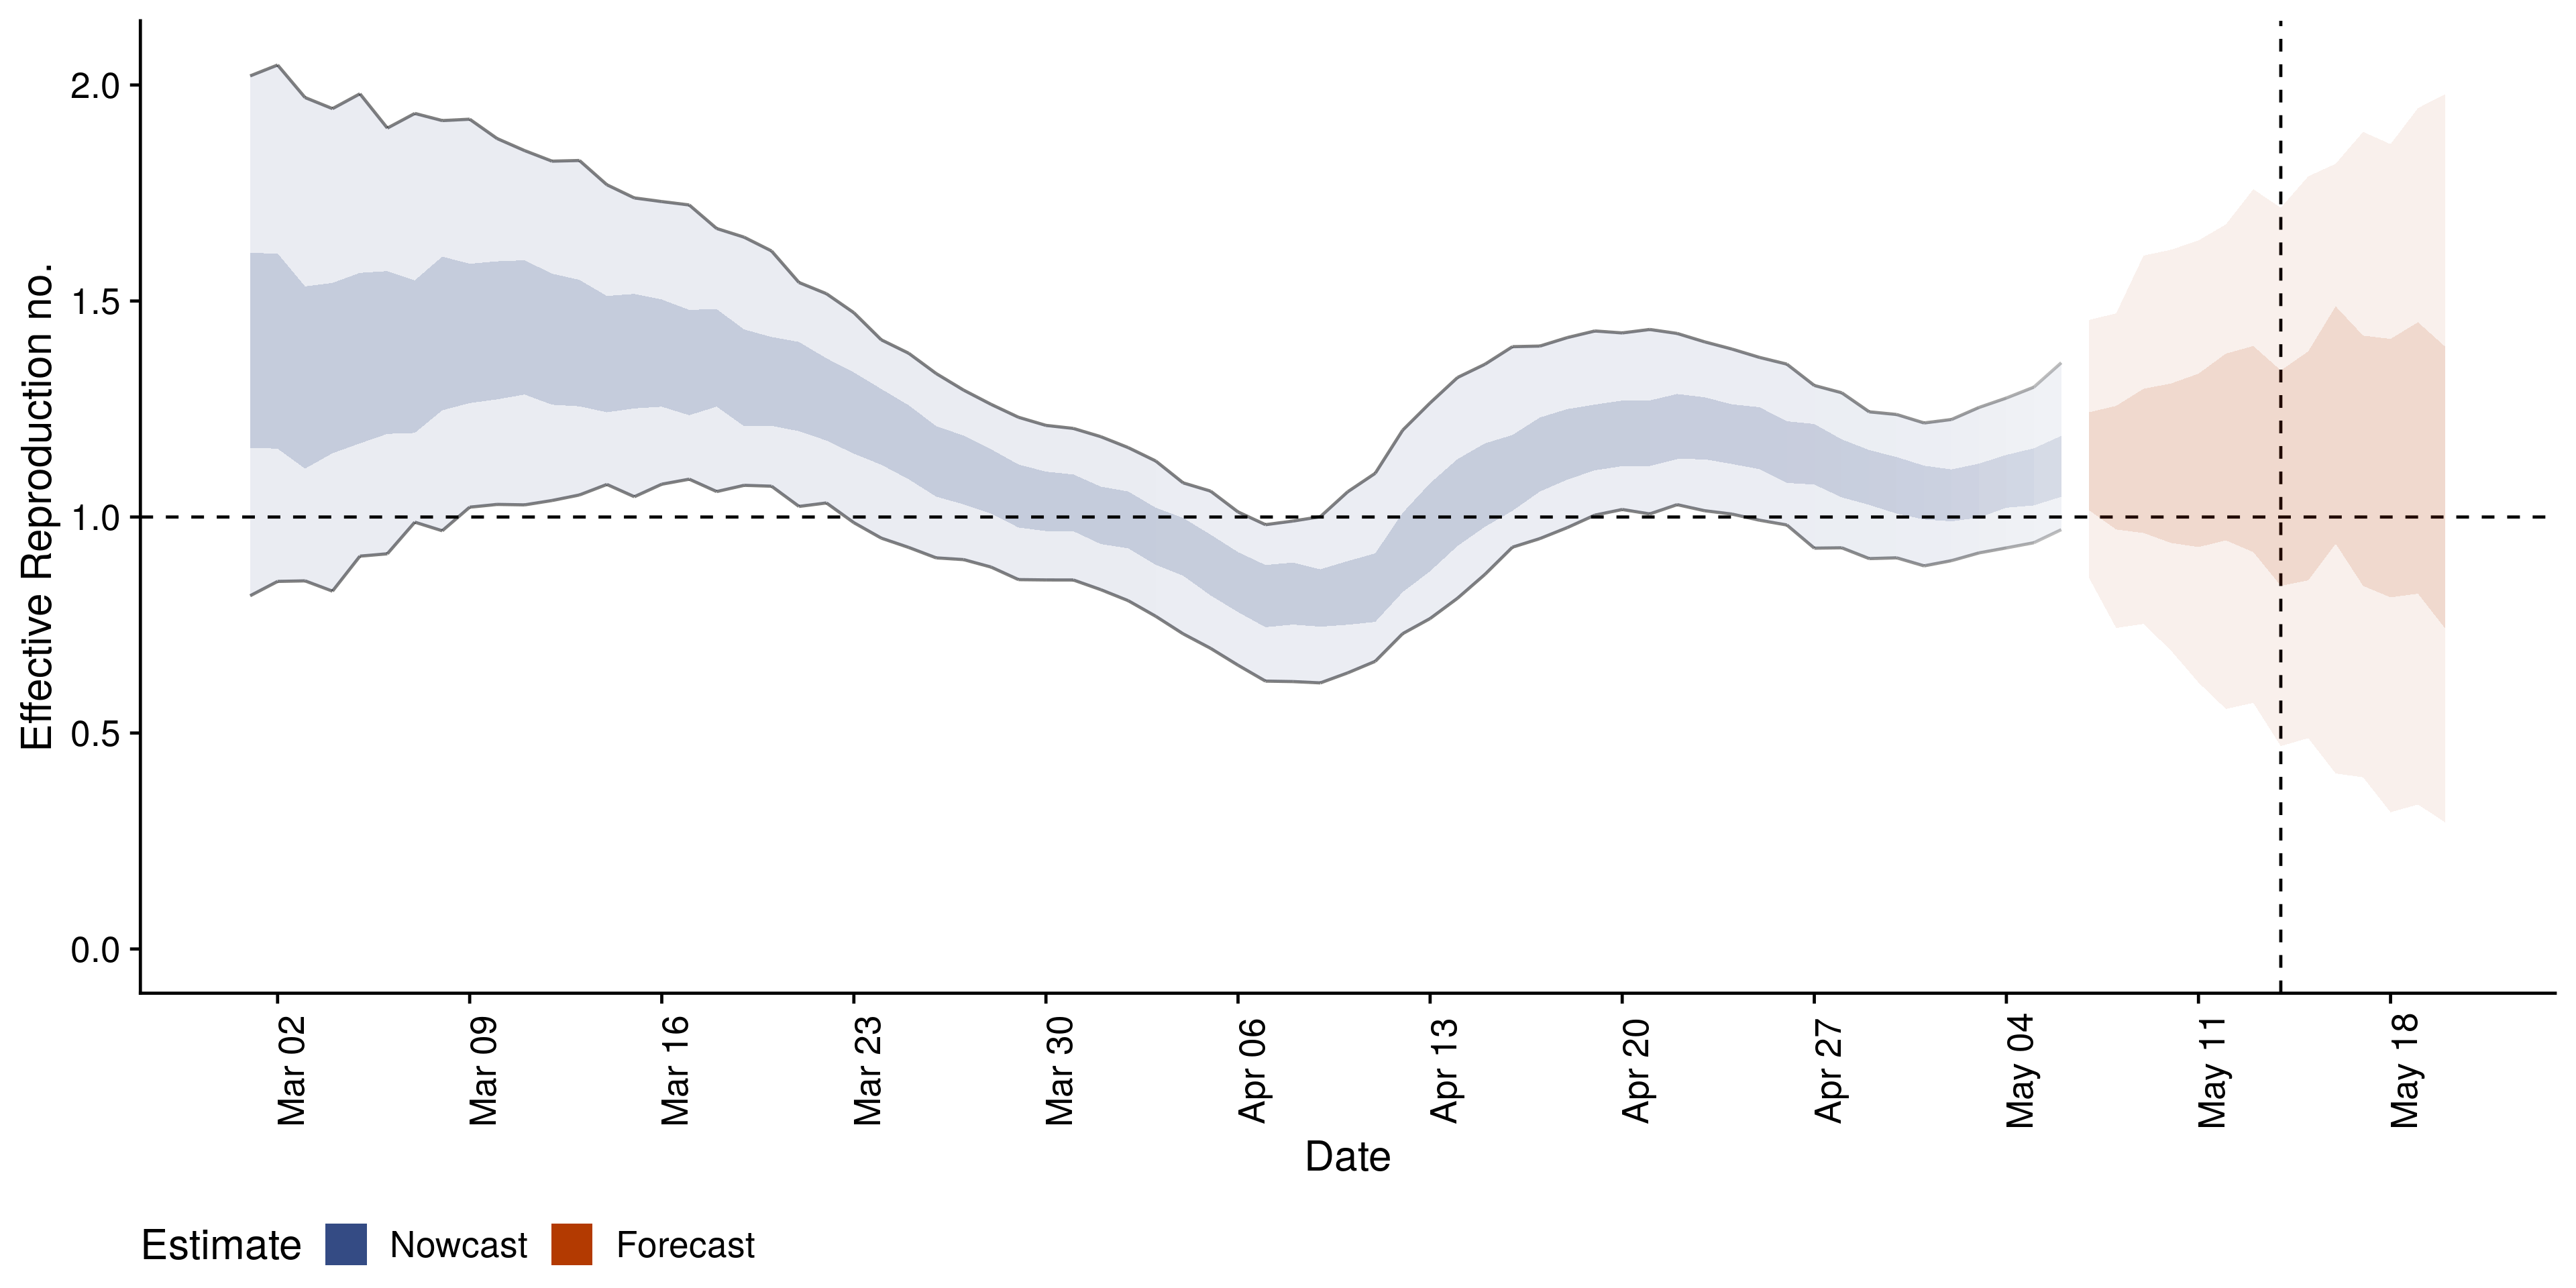 Effective Reproduction no.
2.0
1.5
1.0
0.5
0.0
Mar 02
Mar 09
Mar 16
Mar 23
Mar 30
Apr 06
Apr 13
Apr 20
Apr 27
May 04
May 11
May 18
Date
Estimate Nowcast Forecast